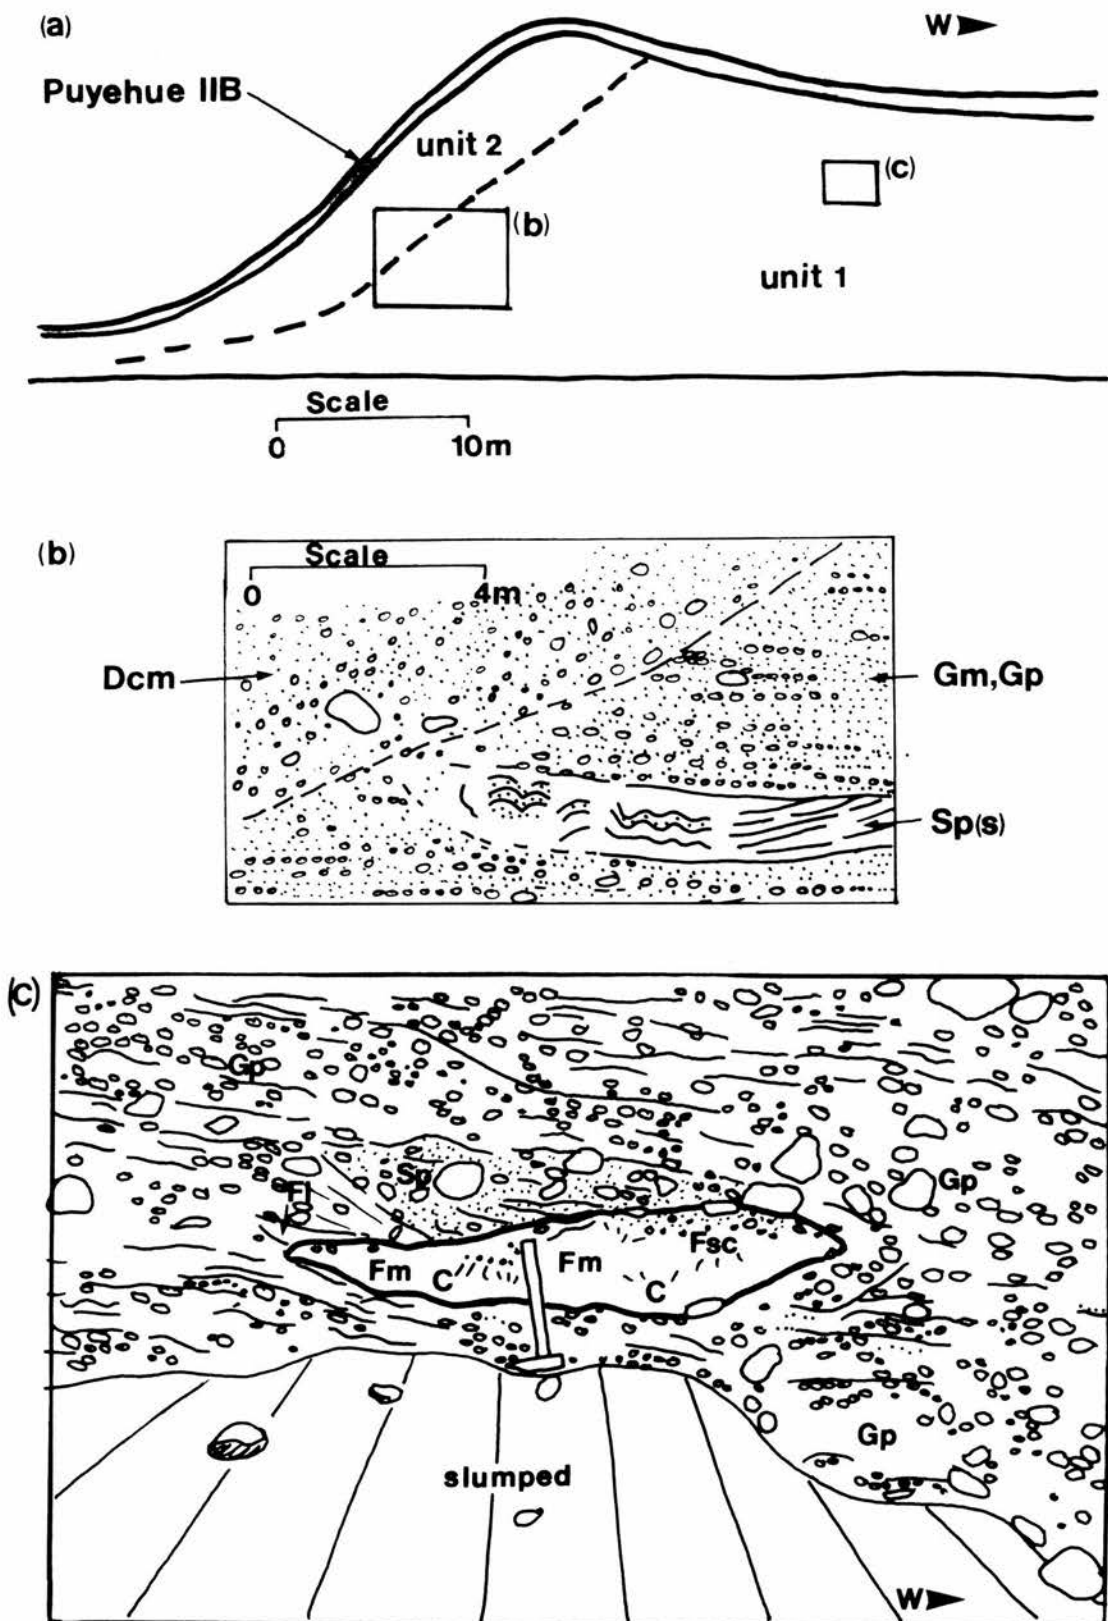 (a)
W
Puyehue IIB
unit 2
(b)
(c)
unit 1
Scale
0 10m
(b)
Scale
0 4m
Dcm
Gm,Gp
Sp(s)
(c)
Gp
Sp
Fl
Gp
Fm
C
Fm
Fsc
C
Gp
slumped
W